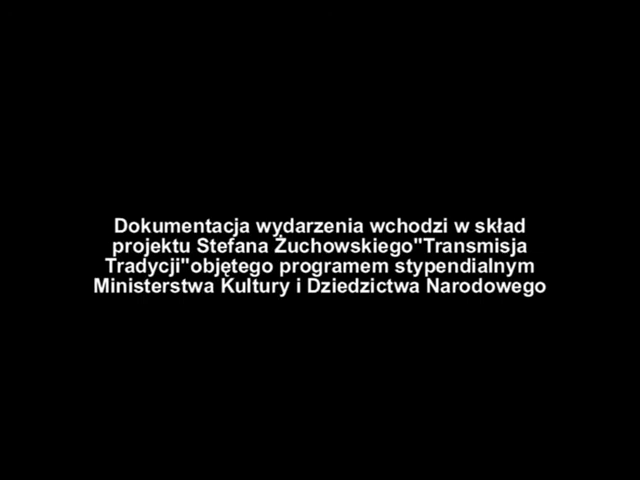 Dokumentacja wydarzenia wchodzi w skład
projektu Stefana Żuchowskiego"Transmisja
Tradycji"objętego programem stypendialnym
Ministerstwa Kultury i Dziedzictwa Narodowego